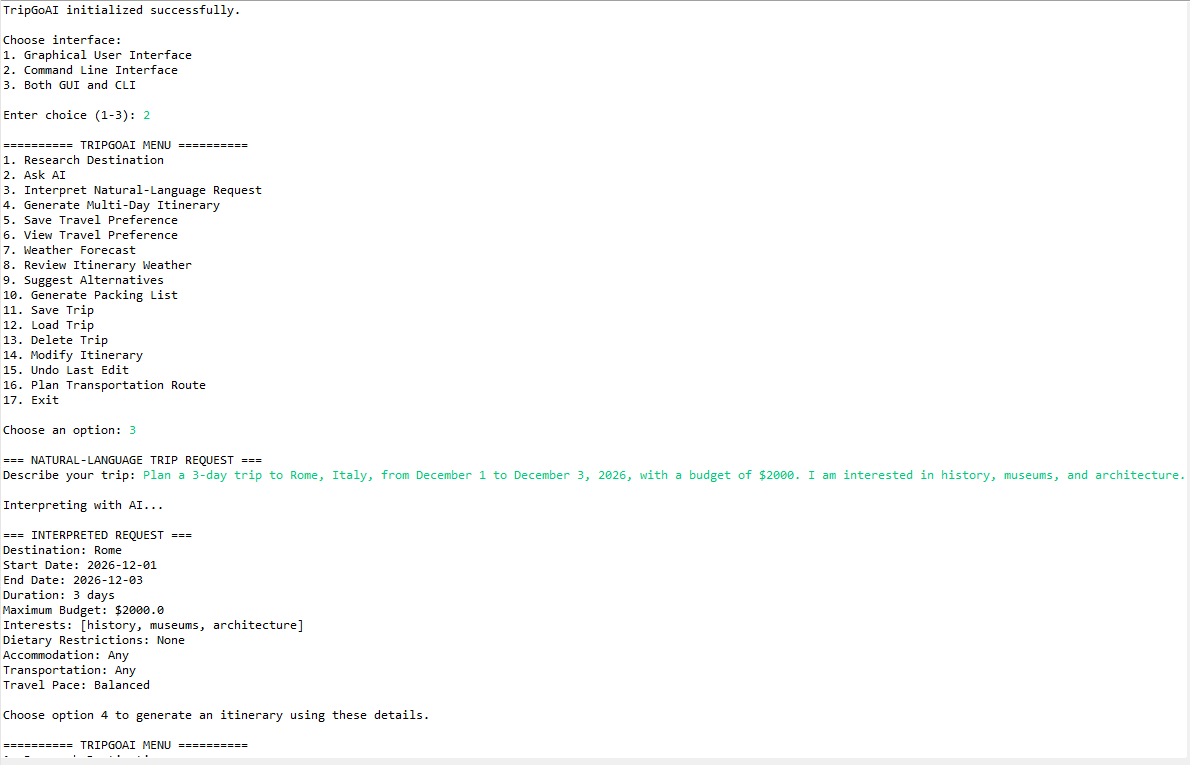 TripGoAI initialized successfully.
Choose interface:
1. Graphical User Interface
2. Command Line Interface
3. Both GUI and CLI
Enter choice (1-3): 2
========== TRIPGOAI MENU ==========
1. Research Destination
2. Ask AI
3. Interpret Natural-Language Request
4. Generate Multi-Day Itinerary
5. Save Travel Preference
6. View Travel Preference
7. Weather Forecast
8. Review Itinerary Weather
9. Suggest Alternatives
10. Generate Packing List
11. Save Trip
12. Load Trip
13. Delete Trip
14. Modify Itinerary
15. Undo Last Edit
16. Plan Transportation Route
17. Exit
Choose an option: 3
=== NATURAL-LANGUAGE TRIP REQUEST ===
Describe your trip: Plan a 3-day trip to Rome, Italy, from December 1 to December 3, 2026, with a budget of $2000. I am interested in history, museums, and architecture.
Interpreting with AI...
=== INTERPRETED REQUEST ===
Destination: Rome
Start Date: 2026-12-01
End Date: 2026-12-03
Duration: 3 days
Maximum Budget: $2000.0
Interests: [history, museums, architecture]
Dietary Restrictions: None
Accommodation: Any
Transportation: Any
Travel Pace: Balanced
Choose option 4 to generate an itinerary using these details.
========== TRIPGOAI MENU ==========